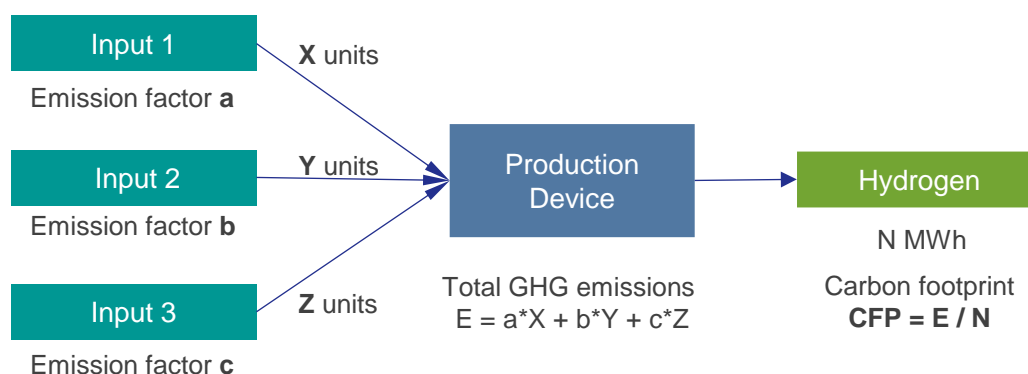 Input 1
X units
Emission factor a
Input 2
Y units
Emission factor b
Input 3
Z units
Emission factor c
Production
Device
Total GHG emissions
E = a*X + b*Y + c*Z
Hydrogen
N MWh
Carbon footprint
CFP = E / N